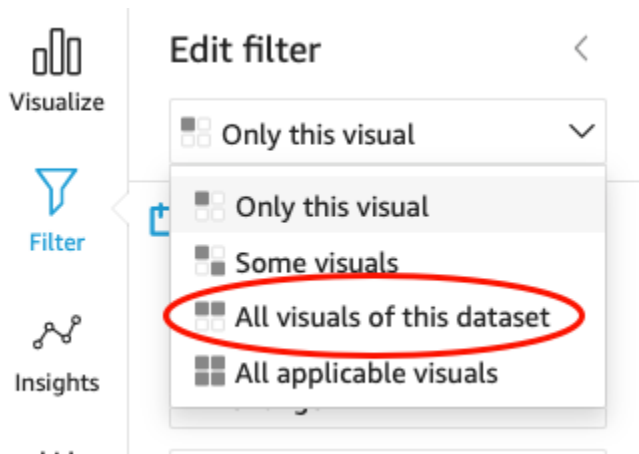 Edit filter
Visualize
Only this visual
Only this visual
Filter
Some visuals
All visuals of this dataset
Insights
All applicable visuals